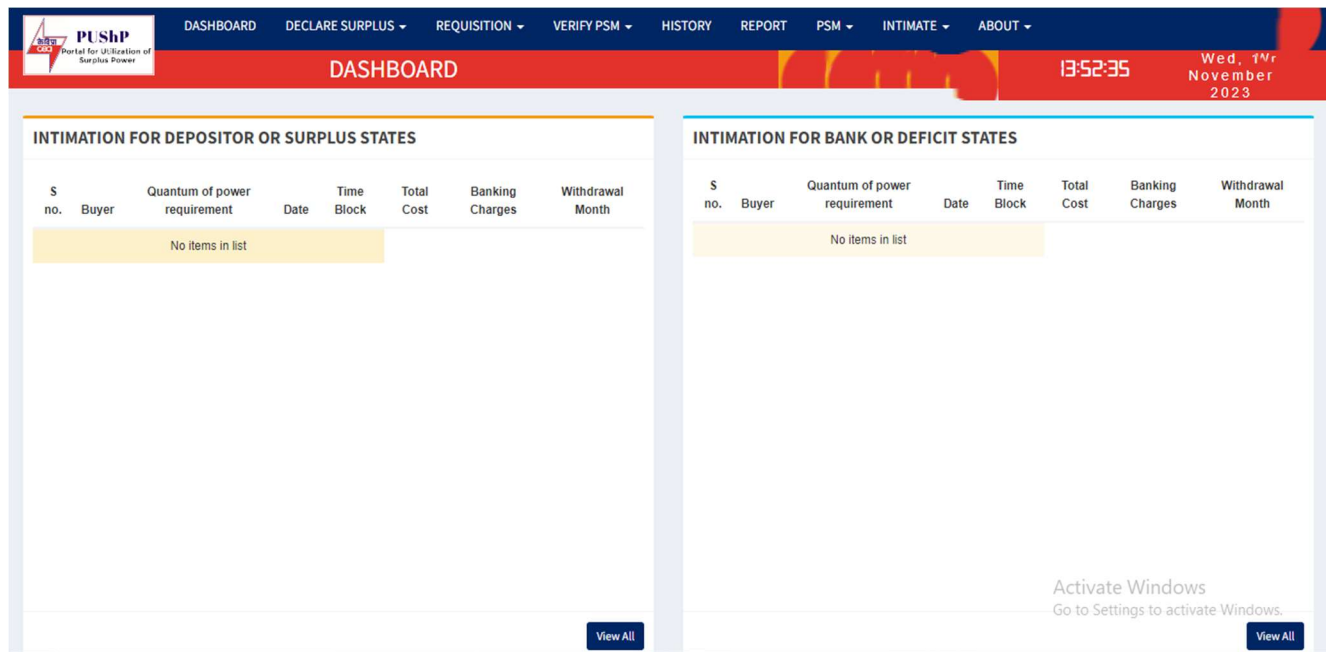 केविप्रा
CEA
PUShP
Portal for Utilization of
Surplus Power
DASHBOARD DECLARE SURPLUS REQUISITION VERIFY PSM HISTORY REPORT PSM INTIMATE ABOUT
DASHBOARD
13:52:35
Wed,
November
2023
INTIMATION FOR DEPOSITOR OR SURPLUS STATES
S no. Buyer Quantum of power requirement Date Time Block Total Cost Banking Charges Withdrawal Month
No items in list
View All
INTIMATION FOR BANK OR DEFICIT STATES
S no. Buyer Quantum of power requirement Date Time Block Total Cost Banking Charges Withdrawal Month
No items in list
Activate Windows
Go to Settings to activate Windows.
View All